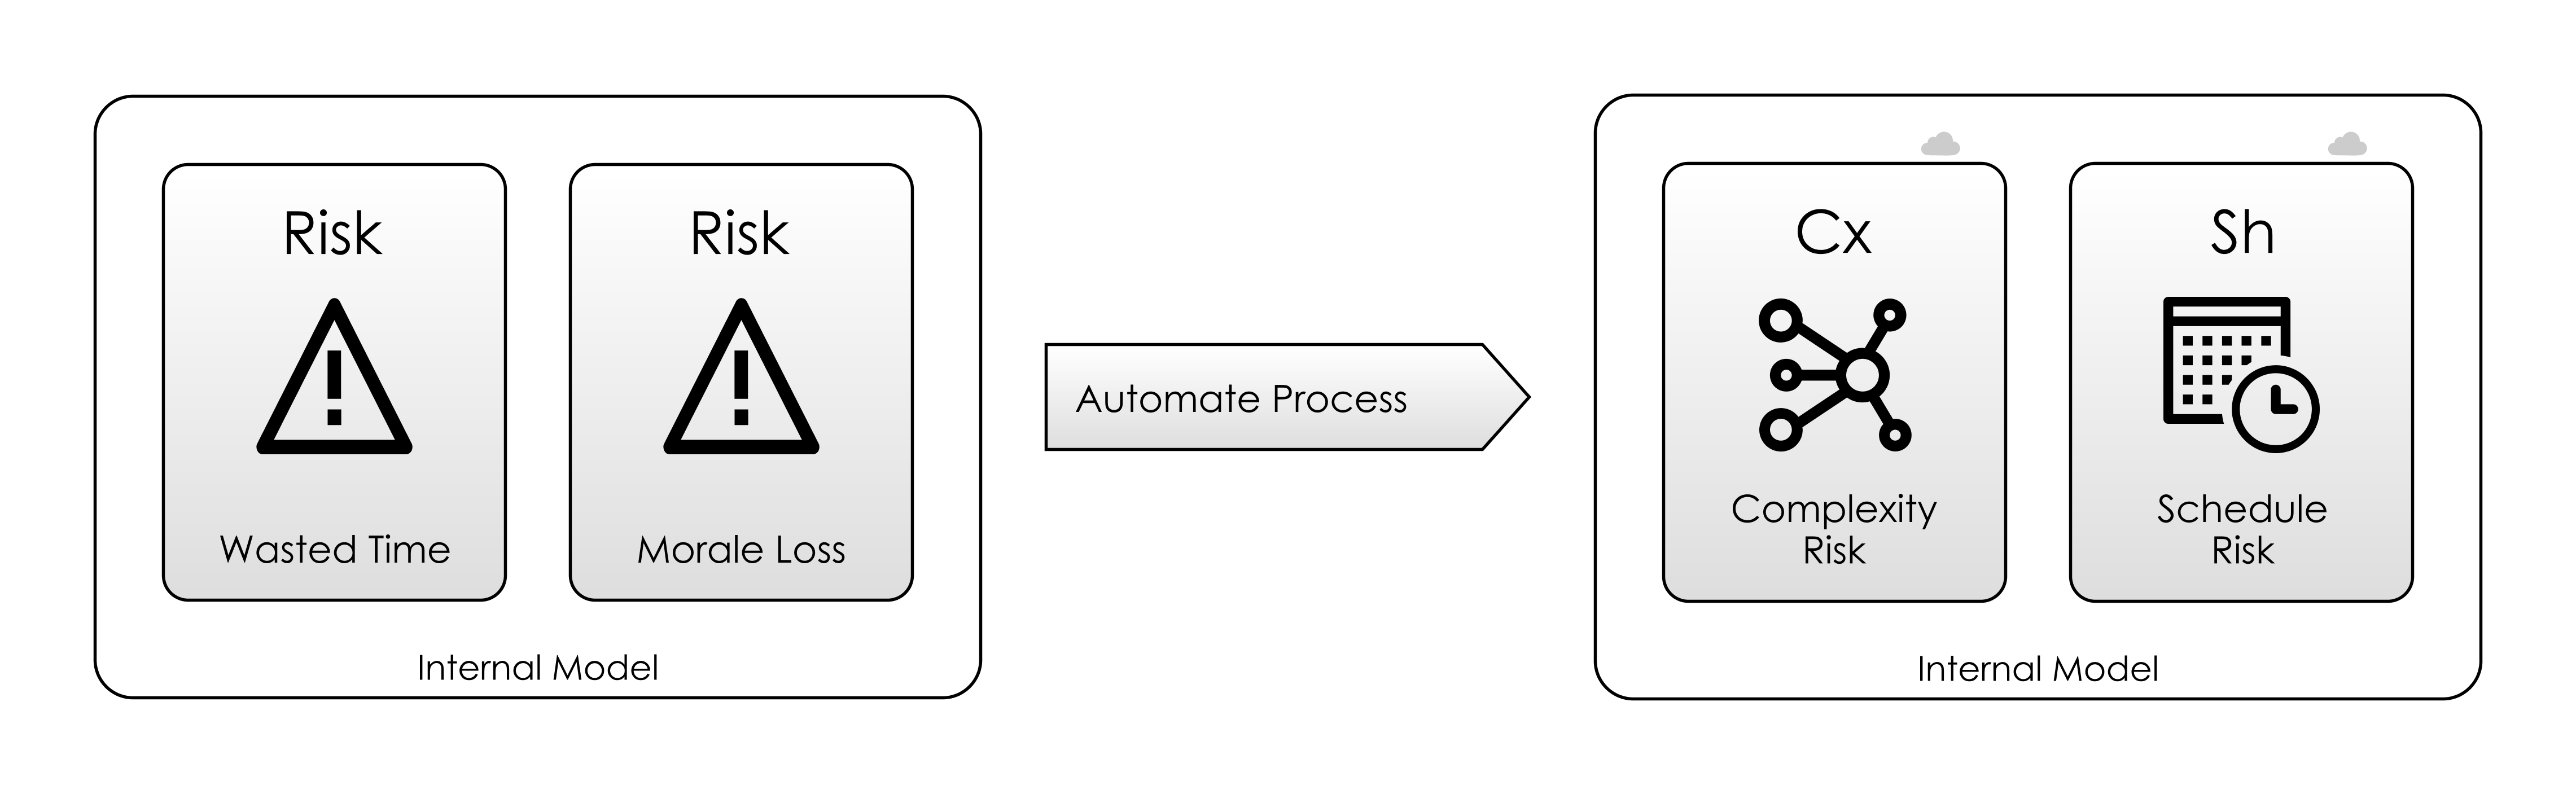 Risk
Wasted Time
Risk
Morale Loss
Internal Model
Automate Process
Cx
Complexity
Risk
Sh
Schedule
Risk
Internal Model